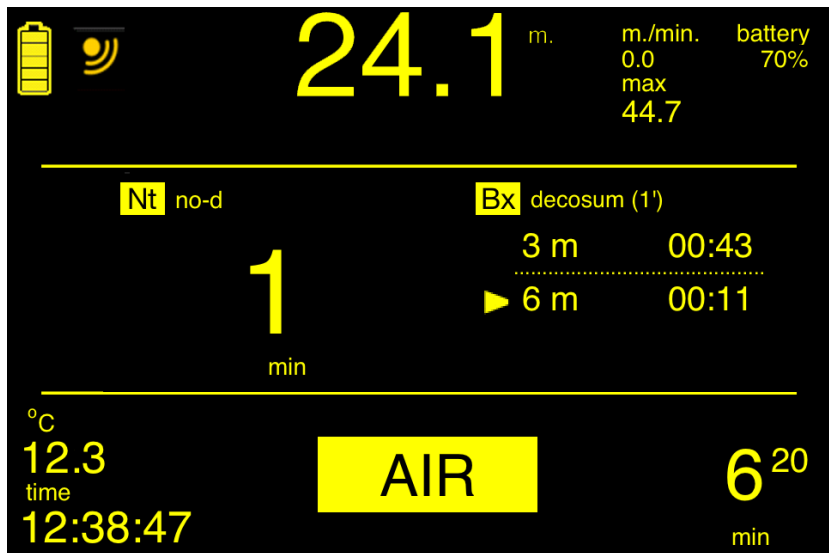 24.1 m.
m./min.
0.0
max
44.7
battery
70%
Nt no-d
1
min
Bx decosum (1')
3 m 00:43
6 m 00:11
°C
12.3
time
12:38:47
AIR
6 20
min